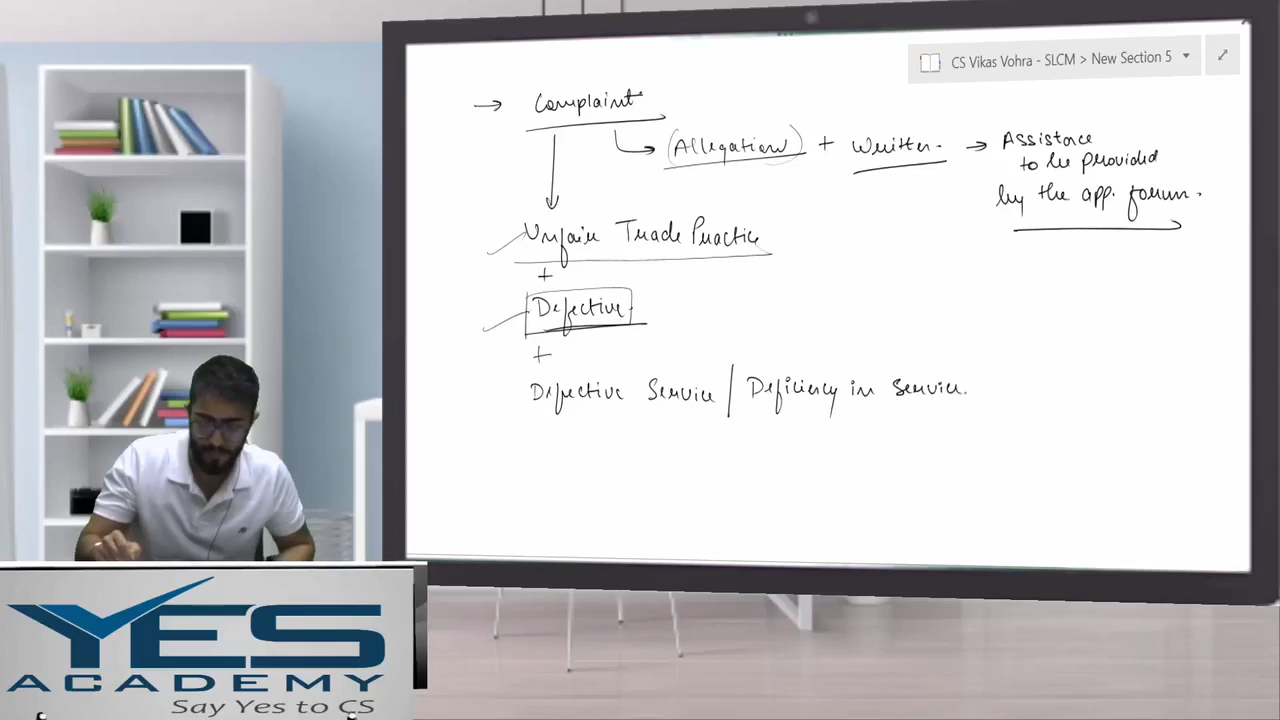 CS Vikas Vohra - SLCM > New Section 5
→ Complaint
(Allegation) + Written. → Assistance
to be provided
by the app. forum.
Unfair Trade Practice
+
Defective.
+
Defective Service / Deficiency in service.
YES
ACADEMY
Say Yes to CS